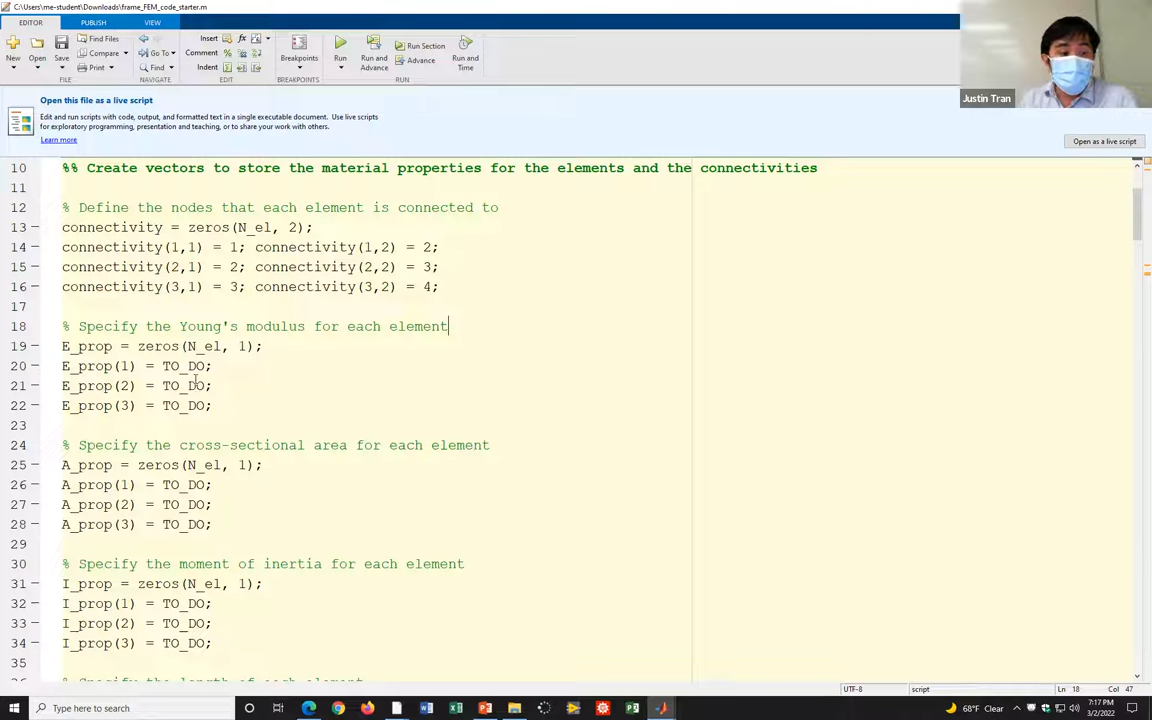 C:\Users\me-student\Downloads\frame_FEM_code_starter.m
EDITOR PUBLISH VIEW
New Open Save Find Files Compare Print Go To Find Insert fx Comment % Indent Breakpoints Run Run and Advance Run Section Advance Run and Time
FILE NAVIGATE EDIT BREAKPOINTS RUN
Justin Tran
Open this file as a live script
Edit and run scripts with code, output, and formatted text in a single executable document. Use live scripts
for exploratory programming, presentation and teaching, or to share your work with others.
Learn more
Open as a live script
10 %% Create vectors to store the material properties for the elements and the connectivities
11
12 % Define the nodes that each element is connected to
13 – connectivity = zeros(N_el, 2);
14 – connectivity(1,1) = 1; connectivity(1,2) = 2;
15 – connectivity(2,1) = 2; connectivity(2,2) = 3;
16 – connectivity(3,1) = 3; connectivity(3,2) = 4;
17
18 % Specify the Young's modulus for each element
19 – E_prop = zeros(N_el, 1);
20 – E_prop(1) = TO_DO;
21 – E_prop(2) = TO_DO;
22 – E_prop(3) = TO_DO;
23
24 % Specify the cross-sectional area for each element
25 – A_prop = zeros(N_el, 1);
26 – A_prop(1) = TO_DO;
27 – A_prop(2) = TO_DO;
28 – A_prop(3) = TO_DO;
29
30 % Specify the moment of inertia for each element
31 – I_prop = zeros(N_el, 1);
32 – I_prop(1) = TO_DO;
33 – I_prop(2) = TO_DO;
34 – I_prop(3) = TO_DO;
35
% Specify the length of each element
UTF-8 script Ln 18 Col 47
Type here to search 68°F Clear 7:17 PM
3/2/2022